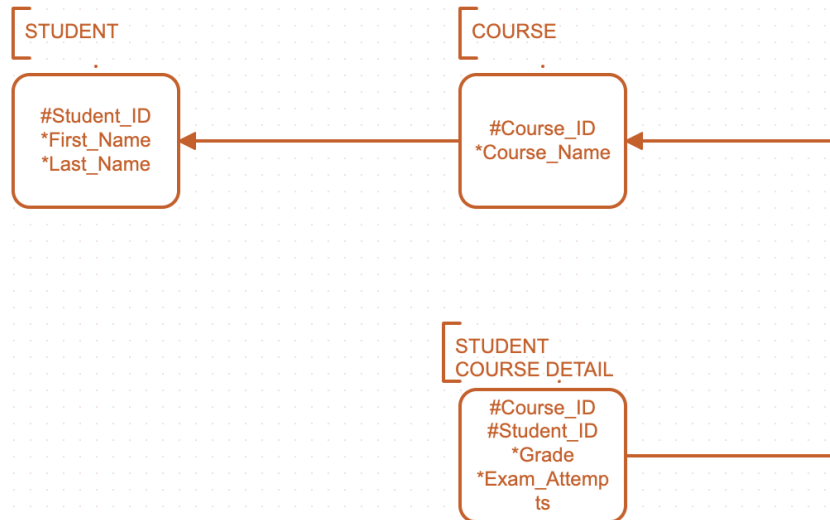 STUDENT
#Student_ID
*First_Name
*Last_Name
COURSE
#Course_ID
*Course_Name
STUDENT
COURSE DETAIL
#Course_ID
#Student_ID
*Grade
*Exam_Attemp
ts